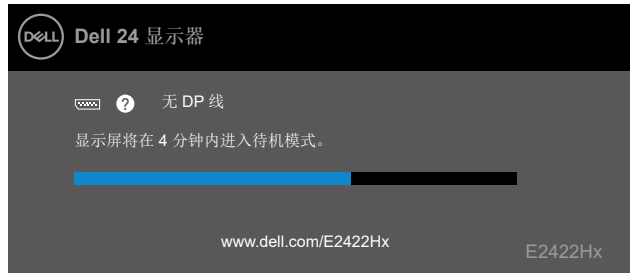 DELL Dell 24 显示器
? 无 DP 线
显示屏将在 4 分钟内进入待机模式。
www.dell.com/E2422Hx
E2422Hx